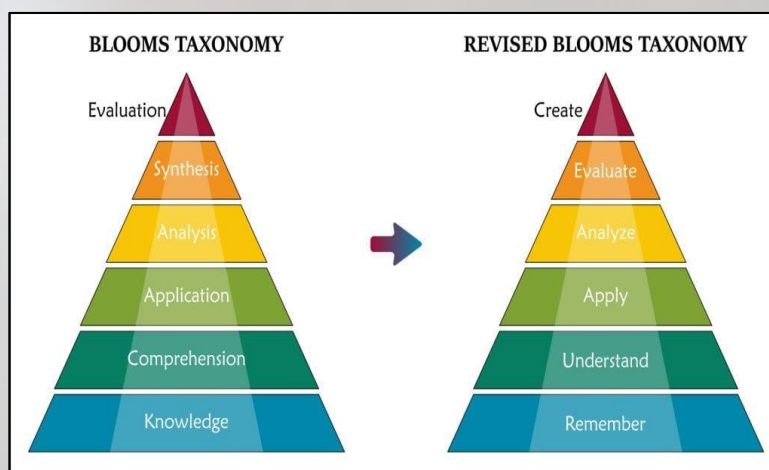 BLOOMS TAXONOMY
Evaluation
Synthesis
Analysis
Application
Comprehension
Knowledge
REVISED BLOOMS TAXONOMY
Create
Evaluate
Analyze
Apply
Understand
Remember